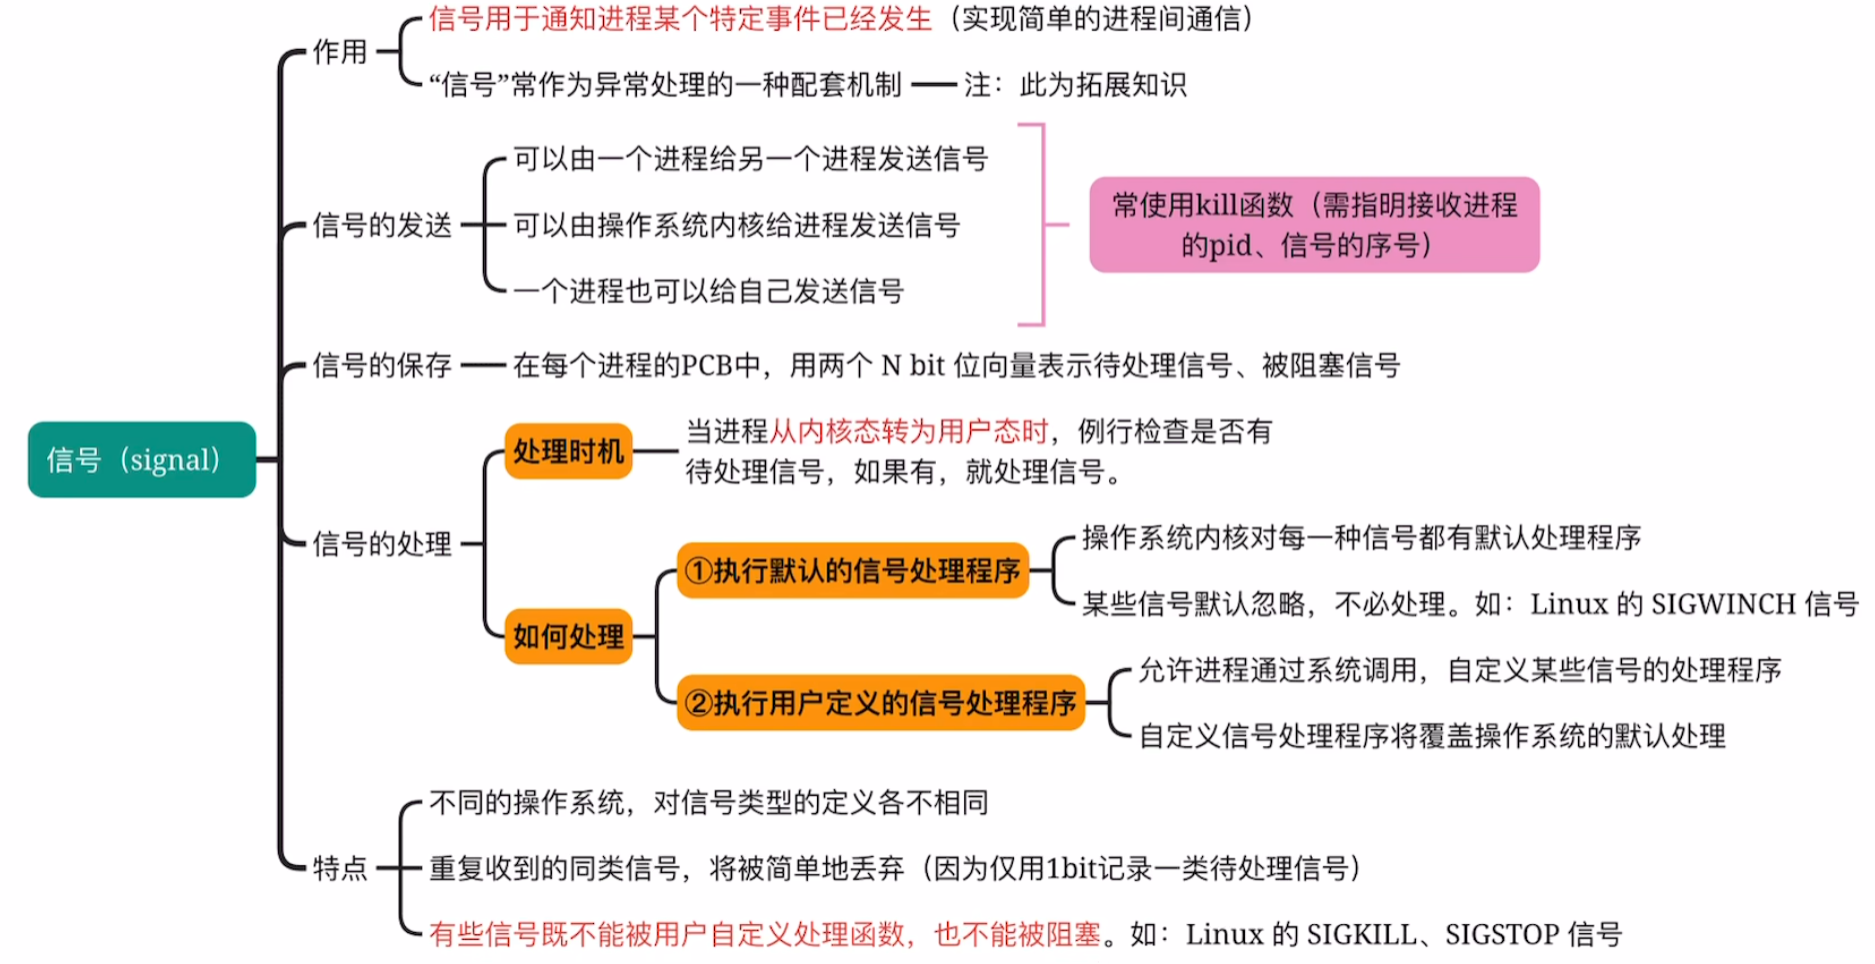 信号（signal）
作用
信号用于通知进程某个特定事件已经发生（实现简单的进程间通信）
“信号”常作为异常处理的一种配套机制
注：此为拓展知识
信号的发送
可以由一个进程给另一个进程发送信号
可以由操作系统内核给进程发送信号
一个进程也可以给自己发送信号
常使用kill函数（需指明接收进程
的pid、信号的序号）
信号的保存
在每个进程的PCB中，用两个 N bit 位向量表示待处理信号、被阻塞信号
信号的处理
处理时机
当进程从内核态转为用户态时，例行检查是否有
待处理信号，如果有，就处理信号。
如何处理
①执行默认的信号处理程序
操作系统内核对每一种信号都有默认处理程序
某些信号默认忽略，不必处理。如：Linux 的 SIGWINCH 信号
②执行用户定义的信号处理程序
允许进程通过系统调用，自定义某些信号的处理程序
自定义信号处理程序将覆盖操作系统的默认处理
特点
不同的操作系统，对信号类型的定义各不相同
重复收到的同类信号，将被简单地丢弃（因为仅用1bit记录一类待处理信号）
有些信号既不能被用户自定义处理函数，也不能被阻塞。如：Linux 的 SIGKILL、SIGSTOP 信号